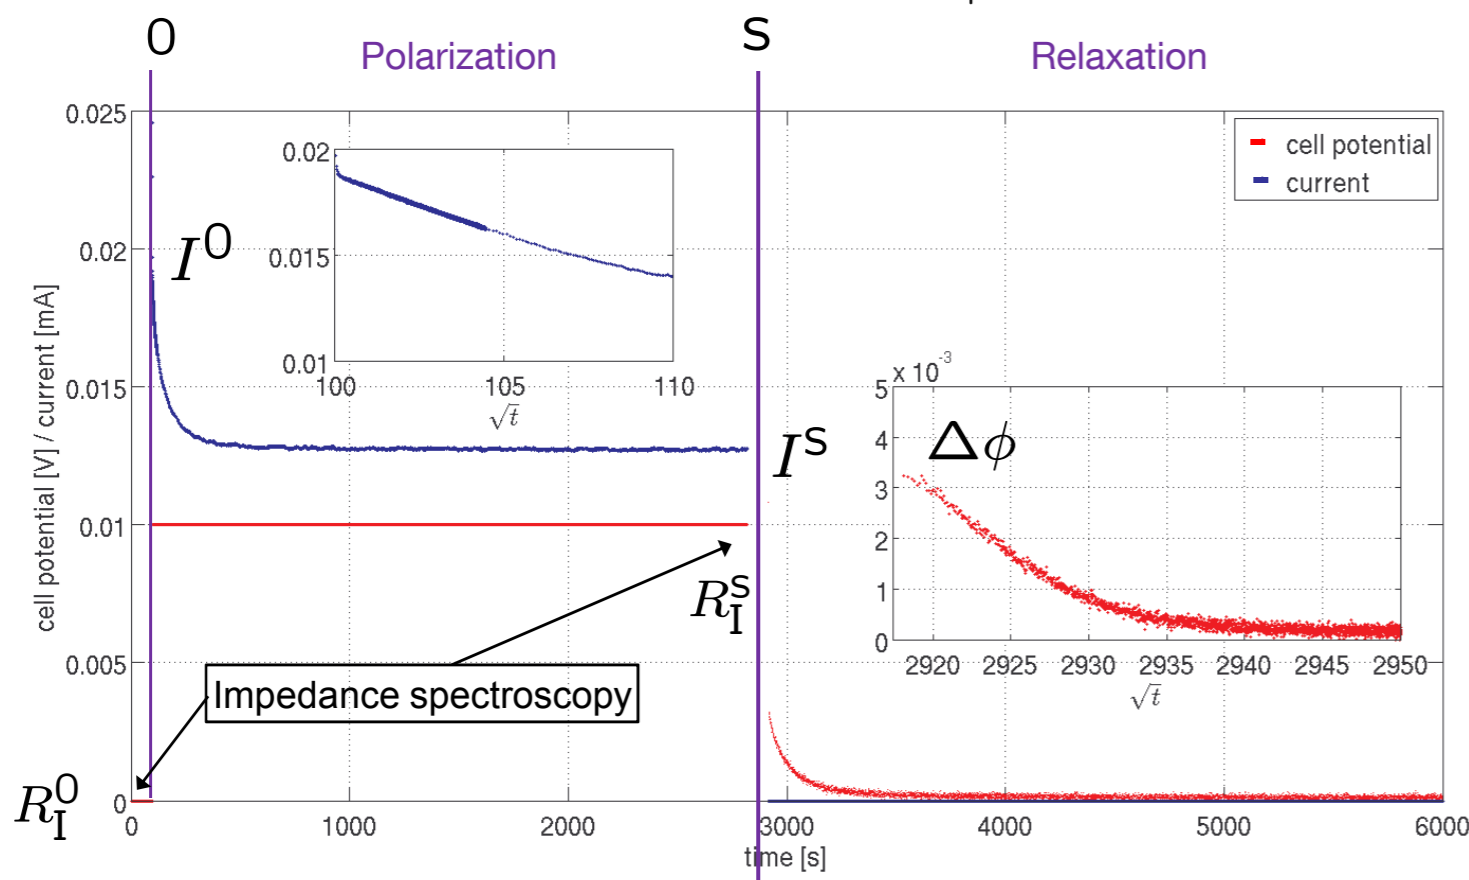 0 S
Polarization Relaxation
0.025
cell potential
current
0.02
0.015
0.01
100 105 110
√t
I⁰
0.02
0.015
0.01
0.005
0
cell potential [V] / current [mA]
x 10⁻³
5
4
3
2
1
0
Δϕ
2920 2925 2930 2935 2940 2945 2950
√t
Iˢ
R_I^S
Impedance spectroscopy
R_I^0
0 1000 2000 3000 4000 5000 6000
time [s]